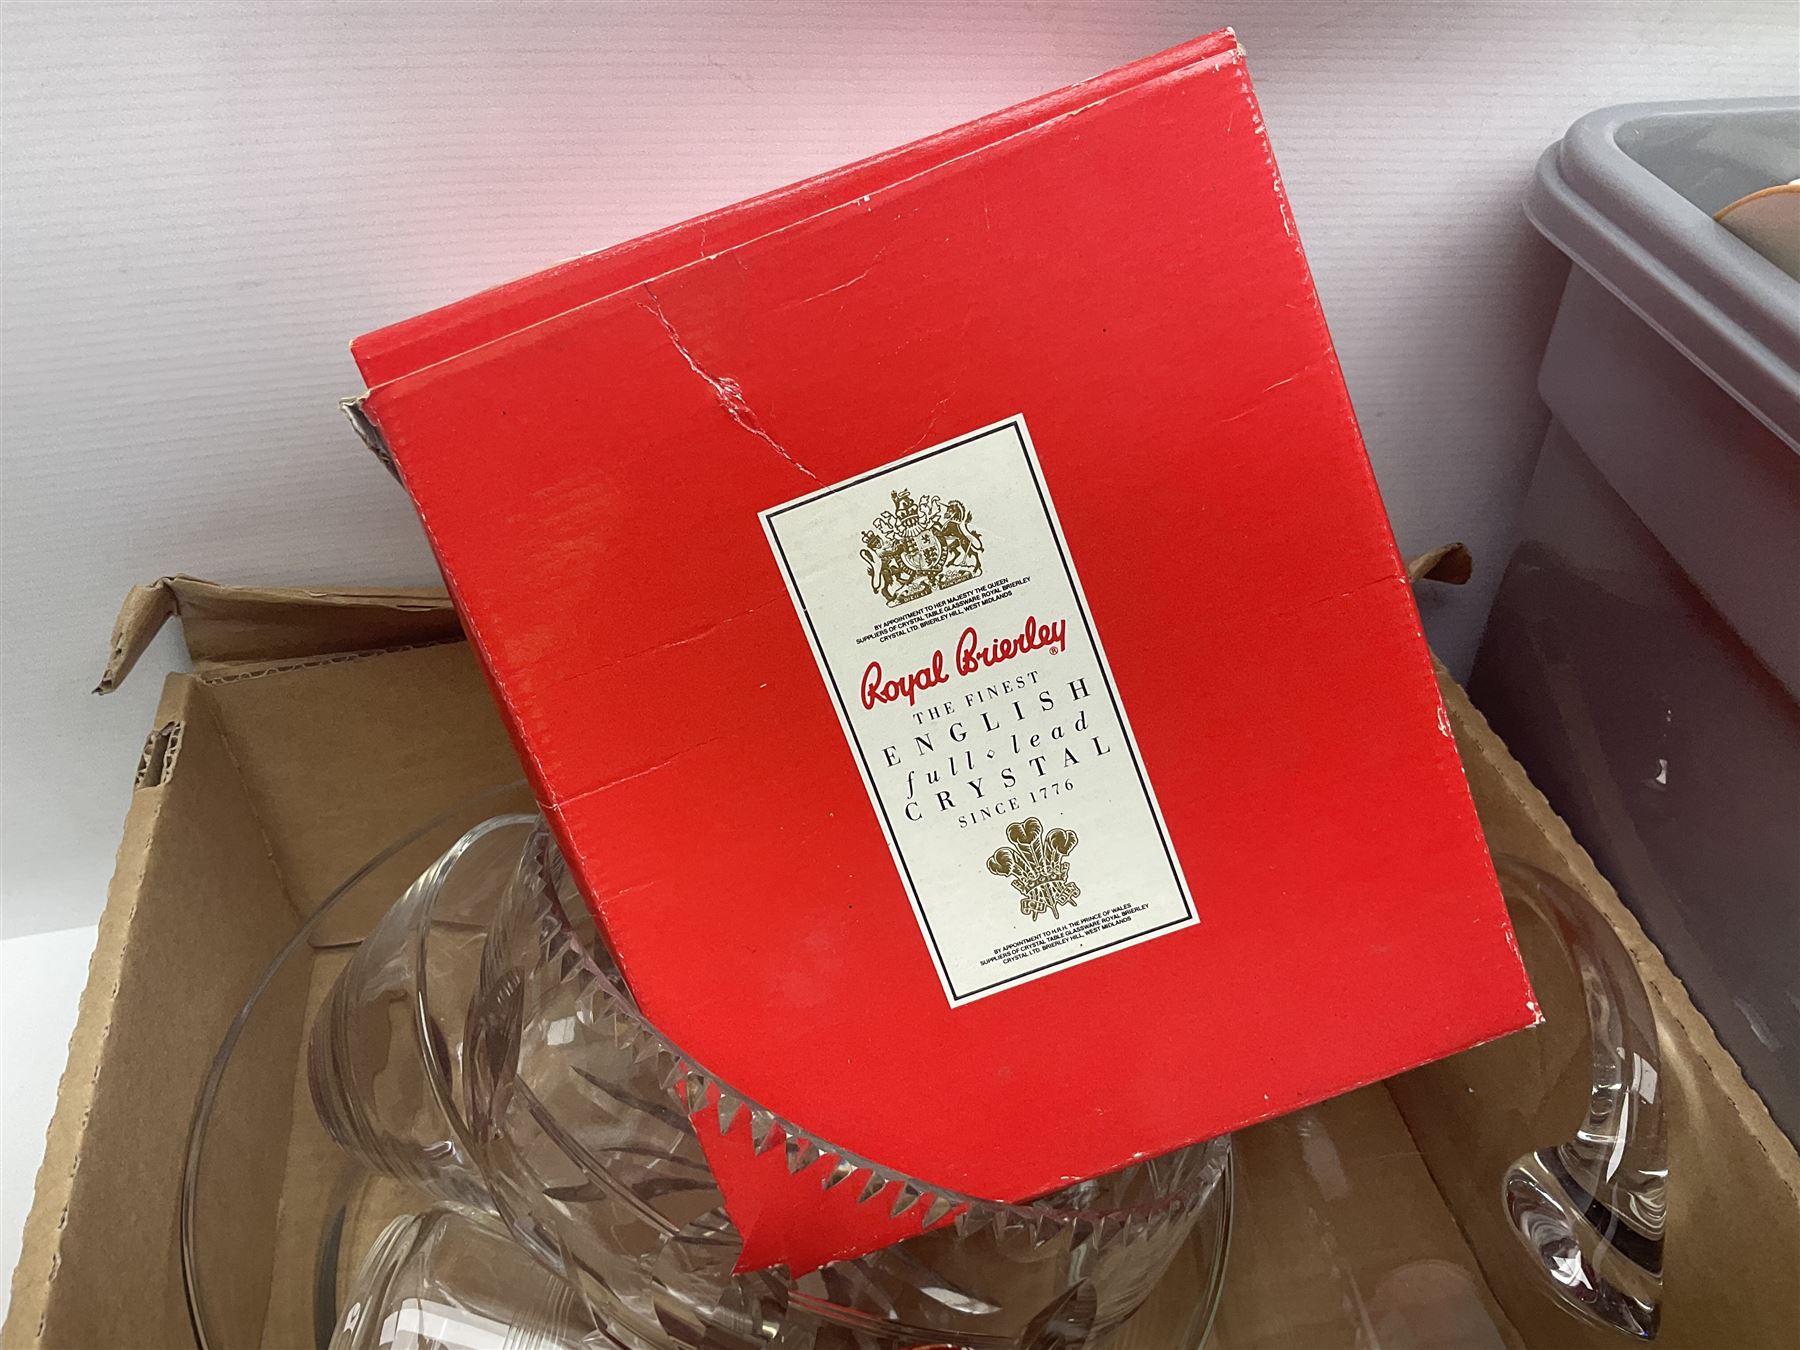 BY APPOINTMENT TO HER MAJESTY THE QUEEN
SUPPLIERS OF CRYSTAL TABLE GLASSWARE ROYAL BRIERLEY
CRYSTAL LTD. BRIERLEY HILL, WEST MIDLANDS
Royal Brierley®
THE FINEST
ENGLISH
full ⋄ lead
CRYSTAL
SINCE 1776
BY APPOINTMENT TO H.R.H. THE PRINCE OF WALES
SUPPLIERS OF CRYSTAL TABLE GLASSWARE ROYAL BRIERLEY
CRYSTAL LTD. BRIERLEY HILL, WEST MIDLANDS